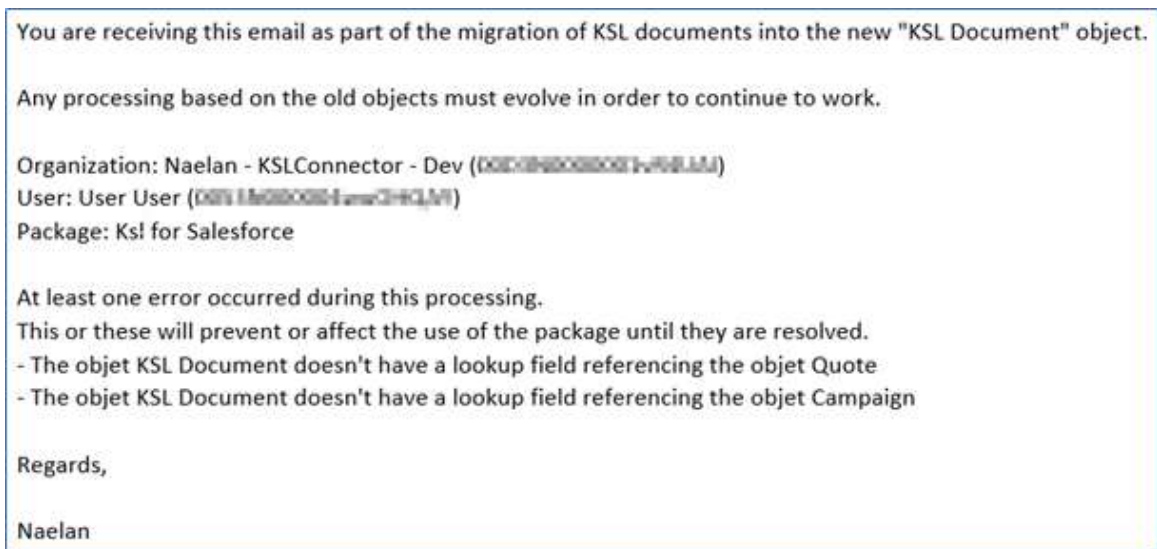 You are receiving this email as part of the migration of KSL documents into the new "KSL Document" object.
Any processing based on the old objects must evolve in order to continue to work.
Organization: Naelan - KSLConnector - Dev ()
User: User User ()
Package: Ksl for Salesforce
At least one error occurred during this processing.
This or these will prevent or affect the use of the package until they are resolved.
- The objet KSL Document doesn't have a lookup field referencing the objet Quote
- The objet KSL Document doesn't have a lookup field referencing the objet Campaign
Regards,
Naelan